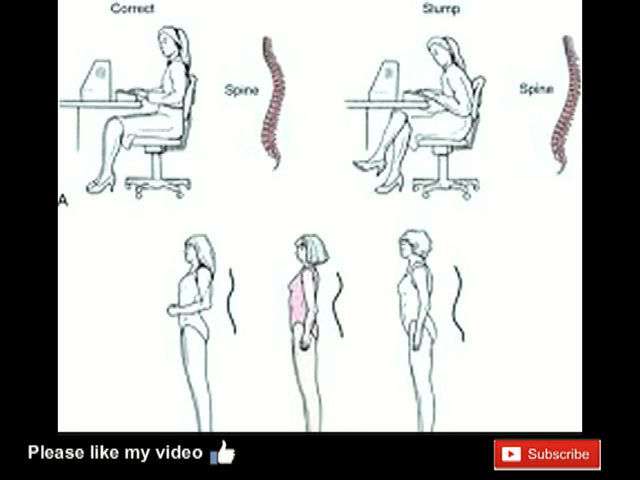 Correct
Slump
Spine
Spine
A
Please like my video
Subscribe